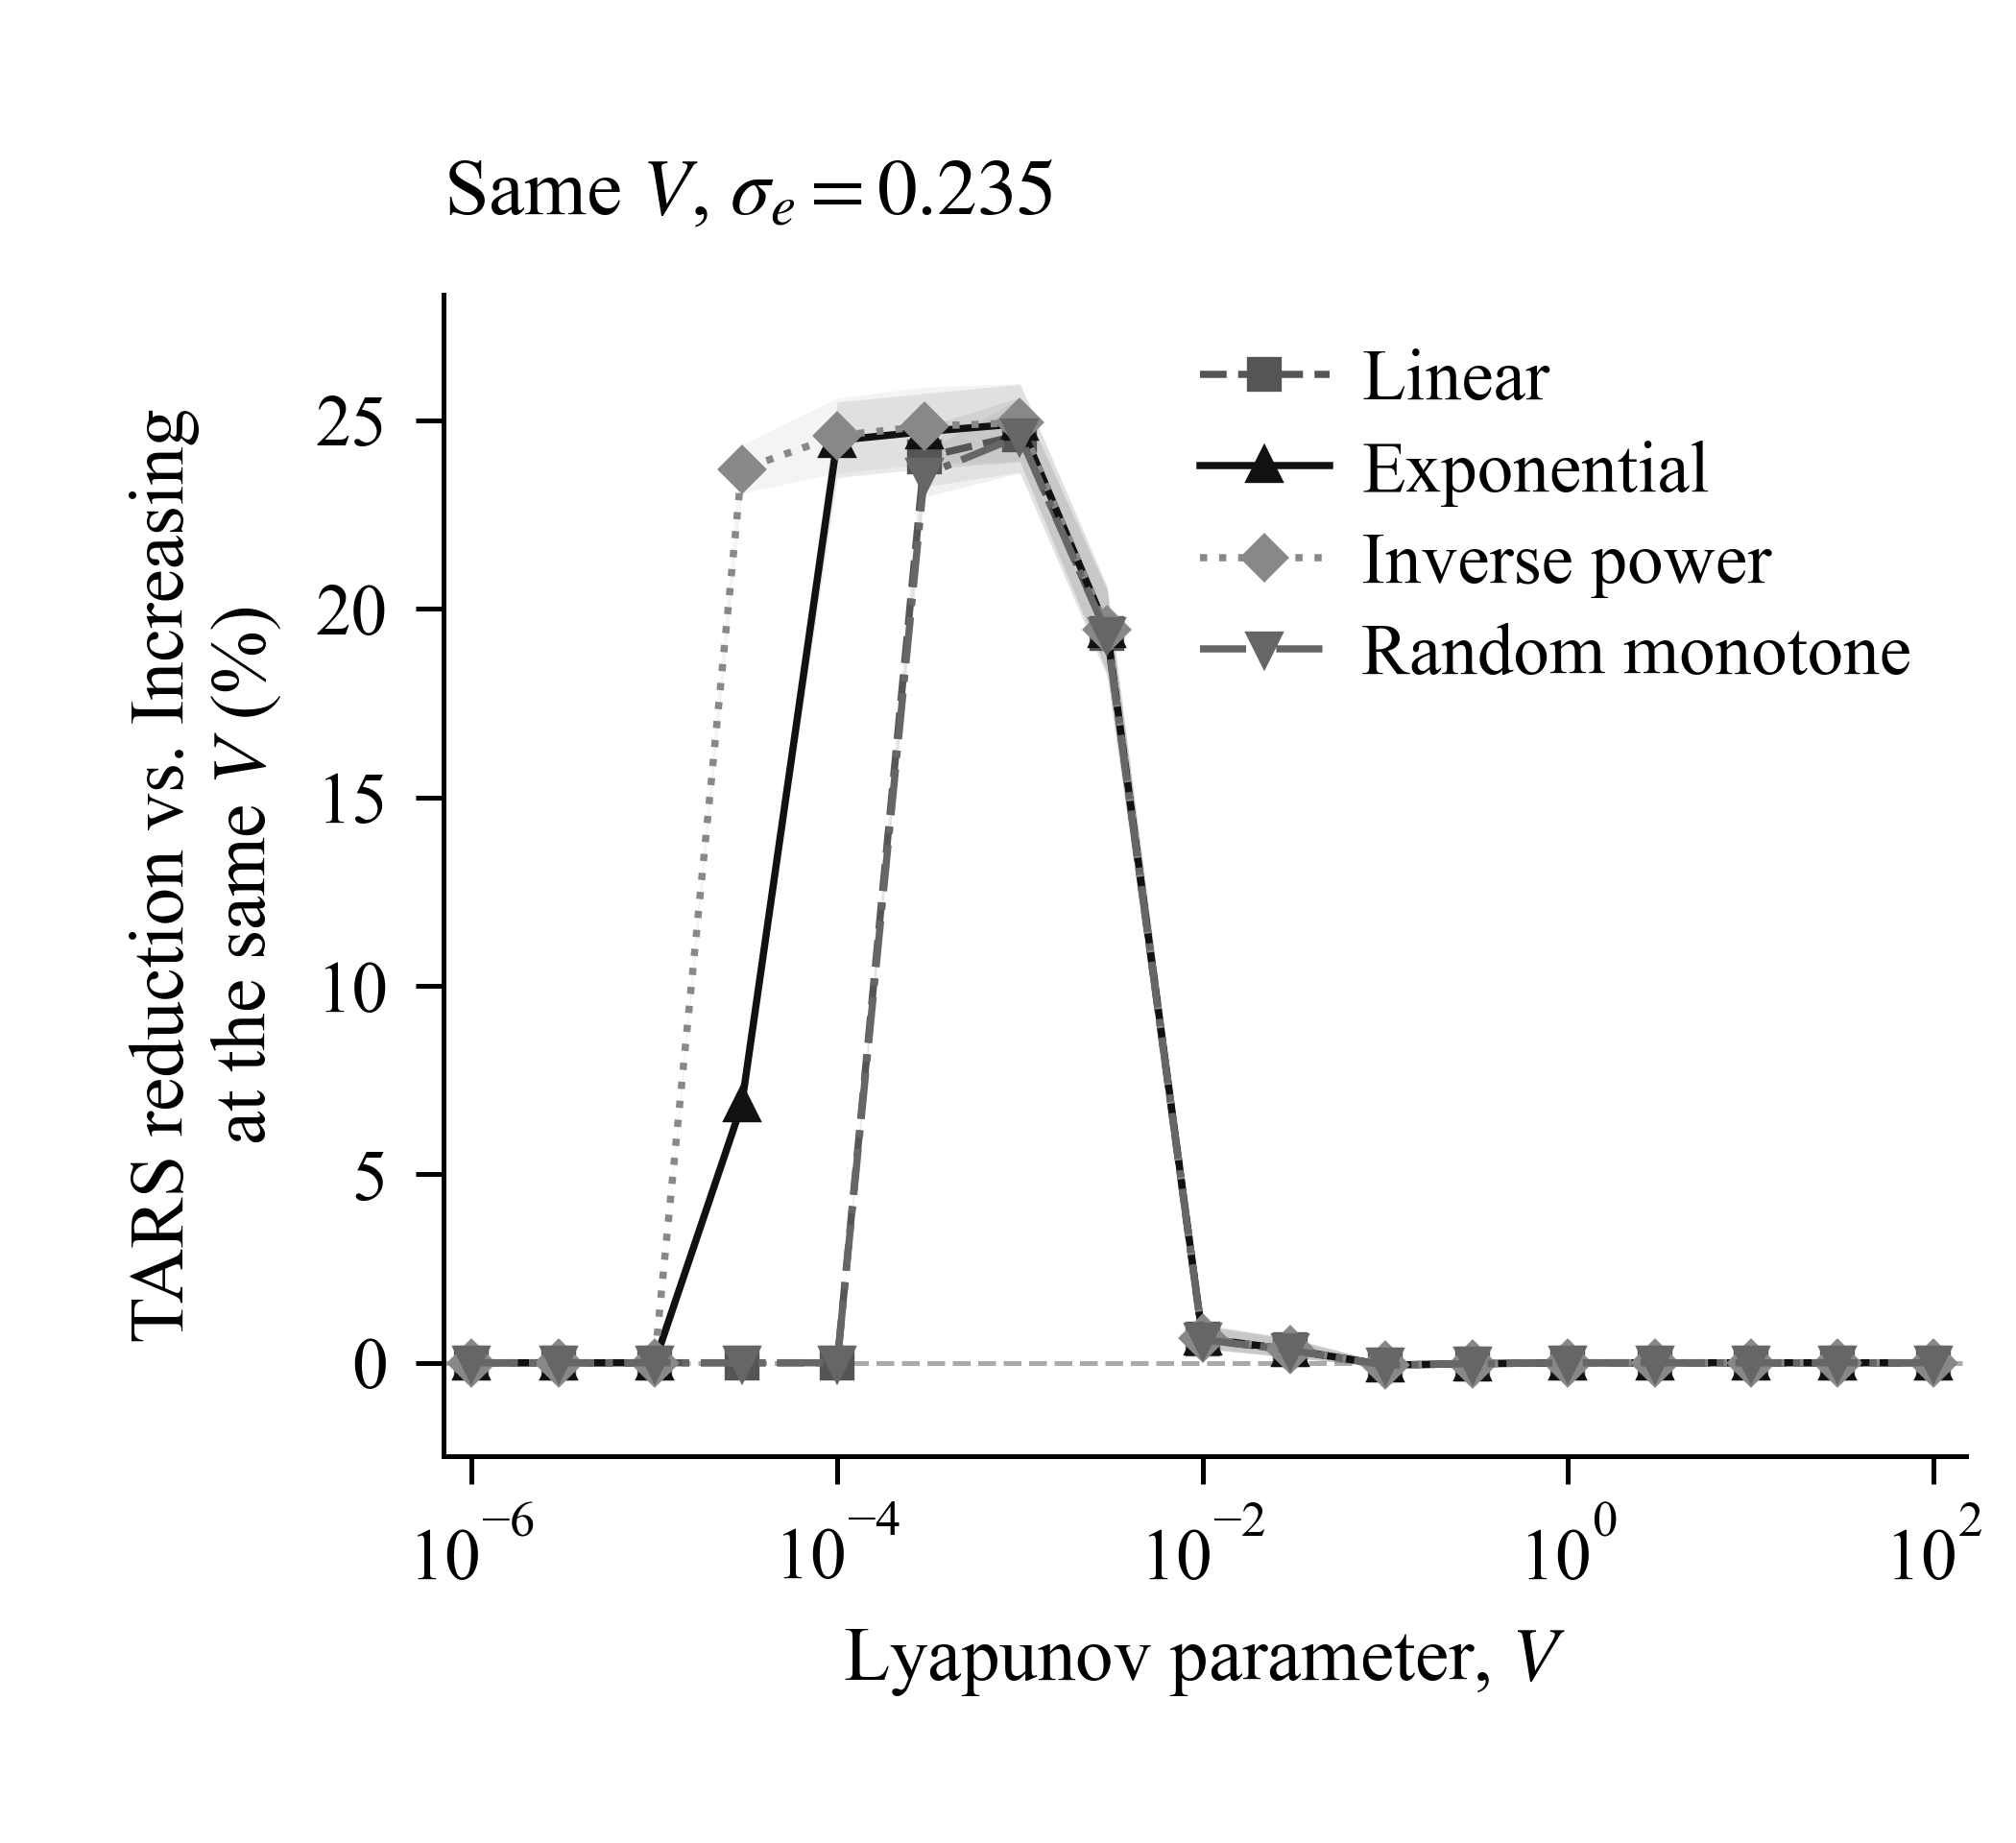 Same V, σe = 0.235
TARS reduction vs. Increasing
at the same V (%)
25
20
15
10
5
0
Linear
Exponential
Inverse power
Random monotone
10⁻⁶ 10⁻⁴ 10⁻² 10⁰ 10²
Lyapunov parameter, V